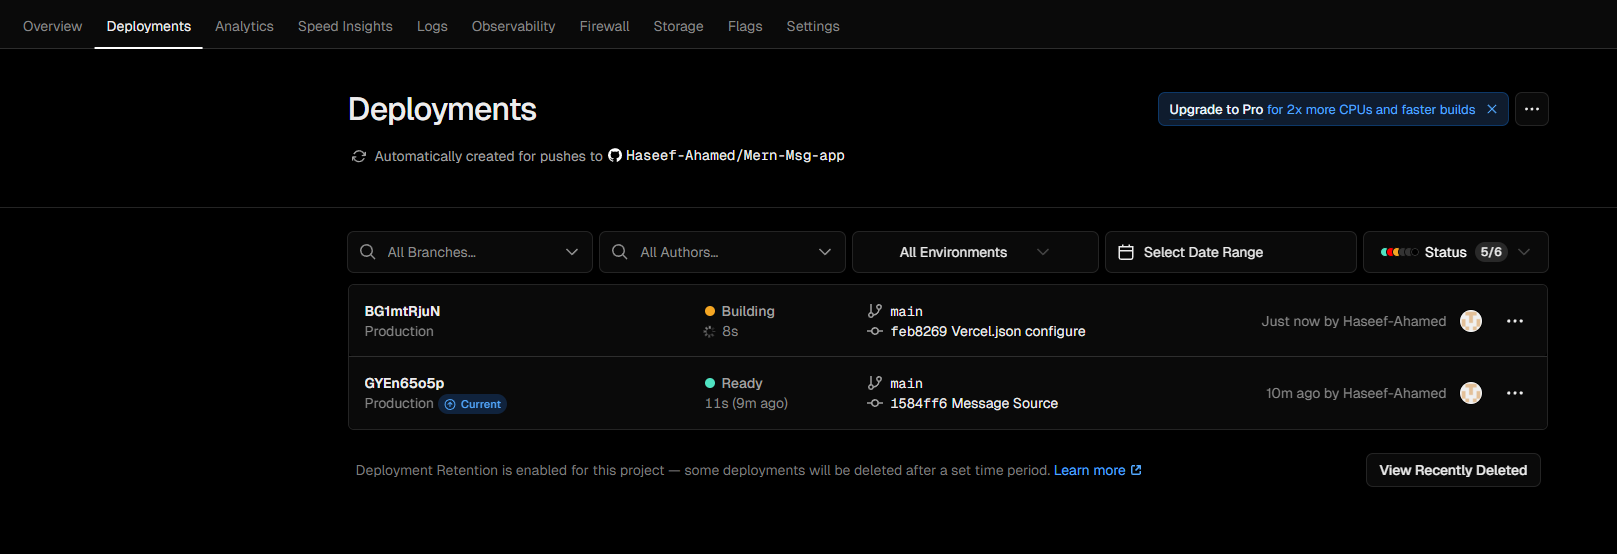 Overview Deployments Analytics Speed Insights Logs Observability Firewall Storage Flags Settings
Deployments
Upgrade to Pro for 2x more CPUs and faster builds
Automatically created for pushes to Haseef-Ahamed/Mern-Msg-app
All Branches... All Authors... All Environments Select Date Range Status 5/6
BG1mtRjuN Building main Just now by Haseef-Ahamed
Production 8s feb8269 Vercel.json configure
GYEn65o5p Ready main 10m ago by Haseef-Ahamed
Production Current 11s (9m ago) 1584ff6 Message Source
Deployment Retention is enabled for this project — some deployments will be deleted after a set time period. Learn more View Recently Deleted